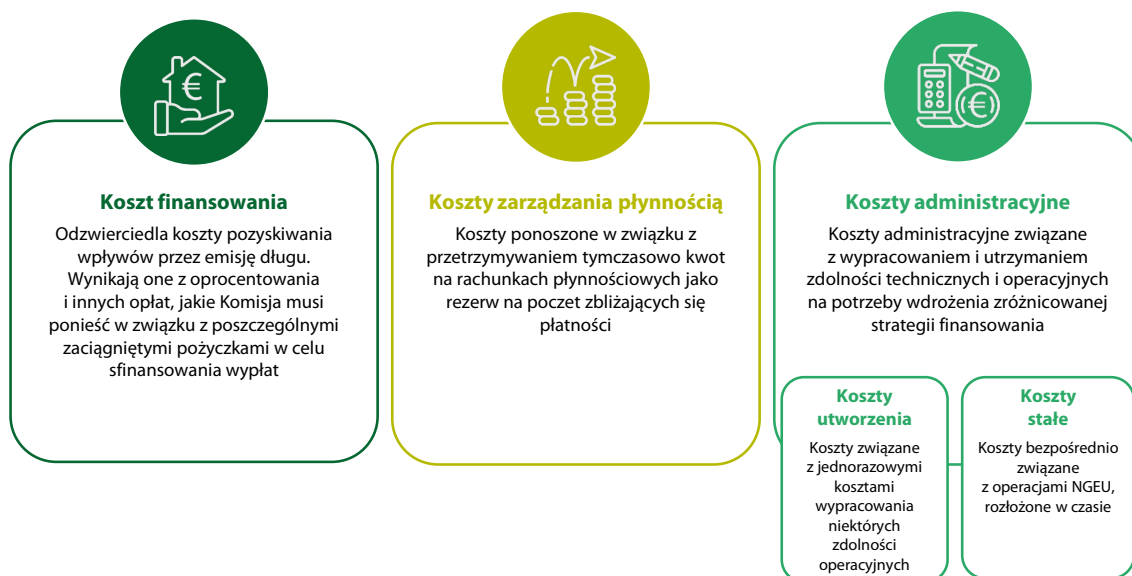 Koszt finansowania
Odzwierciedla koszty pozyskiwania
wpływów przez emisję długu.
Wynikają one z oprocentowania
i innych opłat, jakie Komisja musi
ponieść w związku z poszczególnymi
zaciągniętymi pożyczkami w celu
sfinansowania wypłat
Koszty zarządzania płynnością
Koszty ponoszone w związku z
przetrzymywaniem tymczasowo kwot
na rachunkach płynnościowych jako
rezerw na poczet zbliżających się
płatności
Koszty administracyjne
Koszty administracyjne związane
z wypracowaniem i utrzymaniem
zdolności technicznych i operacyjnych
na potrzeby wdrożenia zróżnicowanej
strategii finansowania
Koszty
utworzenia
Koszty związane
z jednorazowymi
kosztami
wypracowania
niektórych
zdolności
operacyjnych
Koszty
stałe
Koszty bezpośrednio
związane
z operacjami NGEU,
rozłożone w czasie